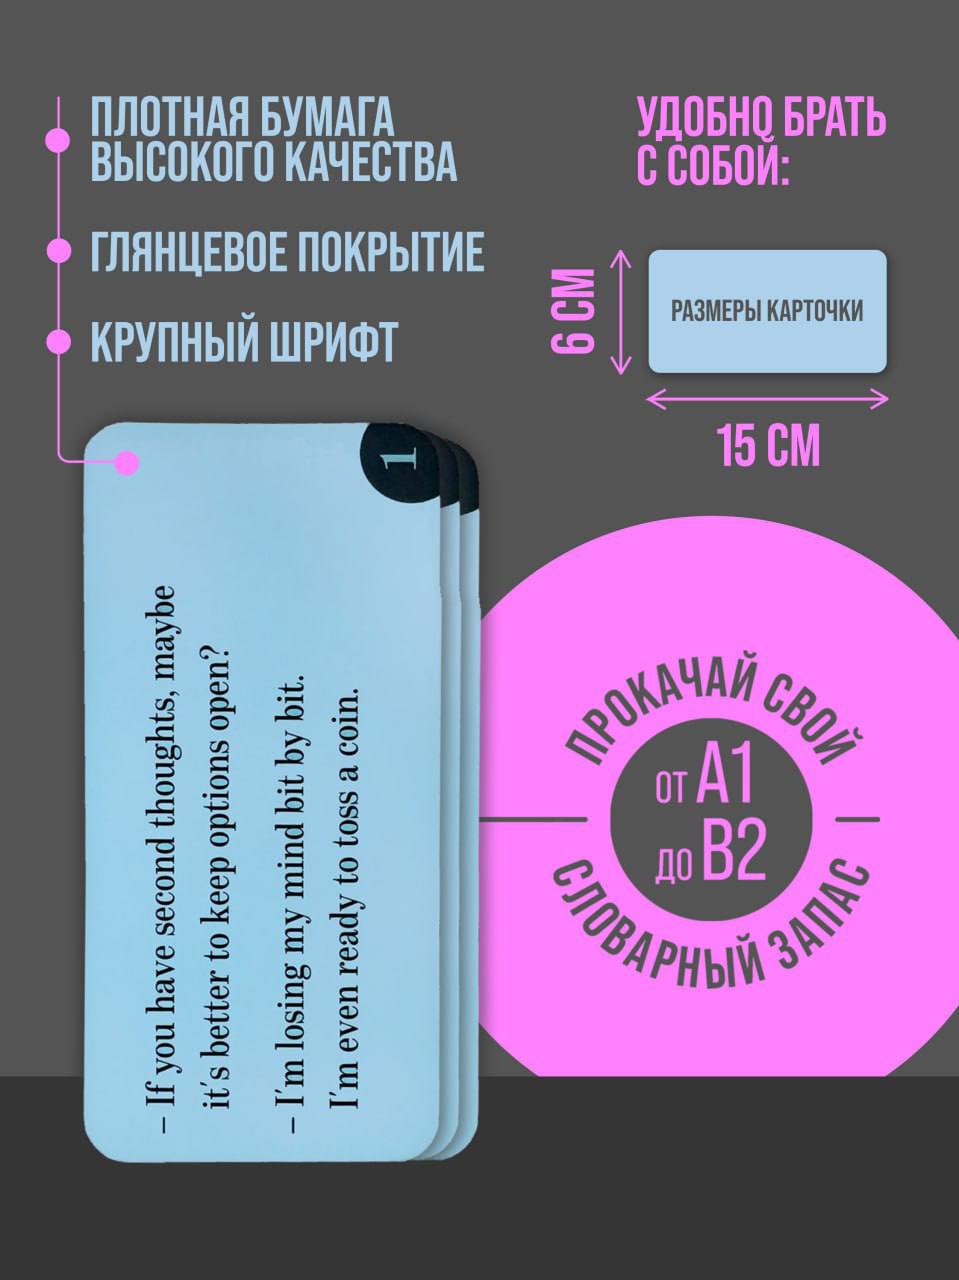 ПЛОТНАЯ БУМАГА
ВЫСОКОГО КАЧЕСТВА
ГЛЯНЦЕВОЕ ПОКРЫТИЕ
КРУПНЫЙ ШРИФТ
УДОБНО БРАТЬ
С СОБОЙ:
6 СМ
РАЗМЕРЫ КАРТОЧКИ
15 СМ
1
– If you have second thoughts, maybe
it's better to keep options open?
– I'm losing my mind bit by bit.
I'm even ready to toss a coin.
ПРОКАЧАЙ СВОЙ
ОТ А1
ДО В2
СЛОВАРНЫЙ ЗАПАС